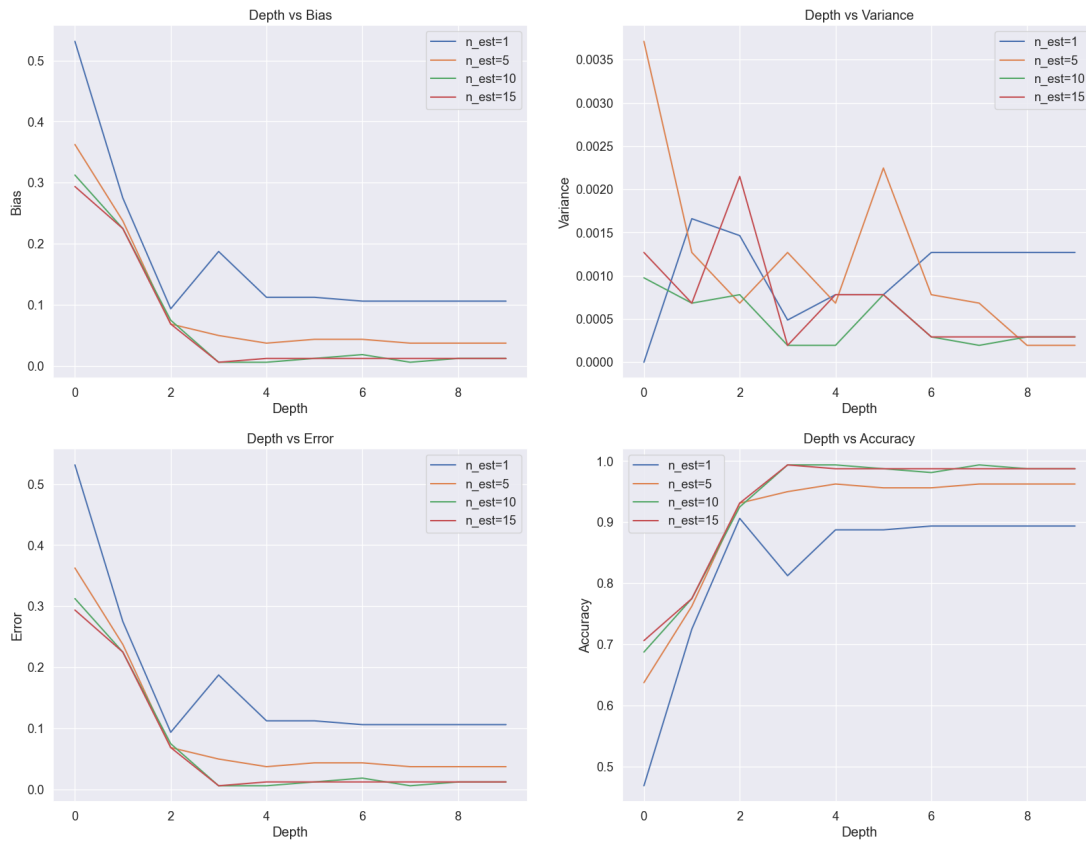 Depth vs Bias
n_est=1
n_est=5
n_est=10
n_est=15
0.5
0.4
0.3
0.2
0.1
0.0
Bias
0 2 4 6 8
Depth
Depth vs Variance
n_est=1
n_est=5
n_est=10
n_est=15
0.0035
0.0030
0.0025
0.0020
0.0015
0.0010
0.0005
0.0000
Variance
0 2 4 6 8
Depth
Depth vs Error
n_est=1
n_est=5
n_est=10
n_est=15
0.5
0.4
0.3
0.2
0.1
0.0
Error
0 2 4 6 8
Depth
Depth vs Accuracy
n_est=1
n_est=5
n_est=10
n_est=15
1.0
0.9
0.8
0.7
0.6
0.5
Accuracy
0 2 4 6 8
Depth